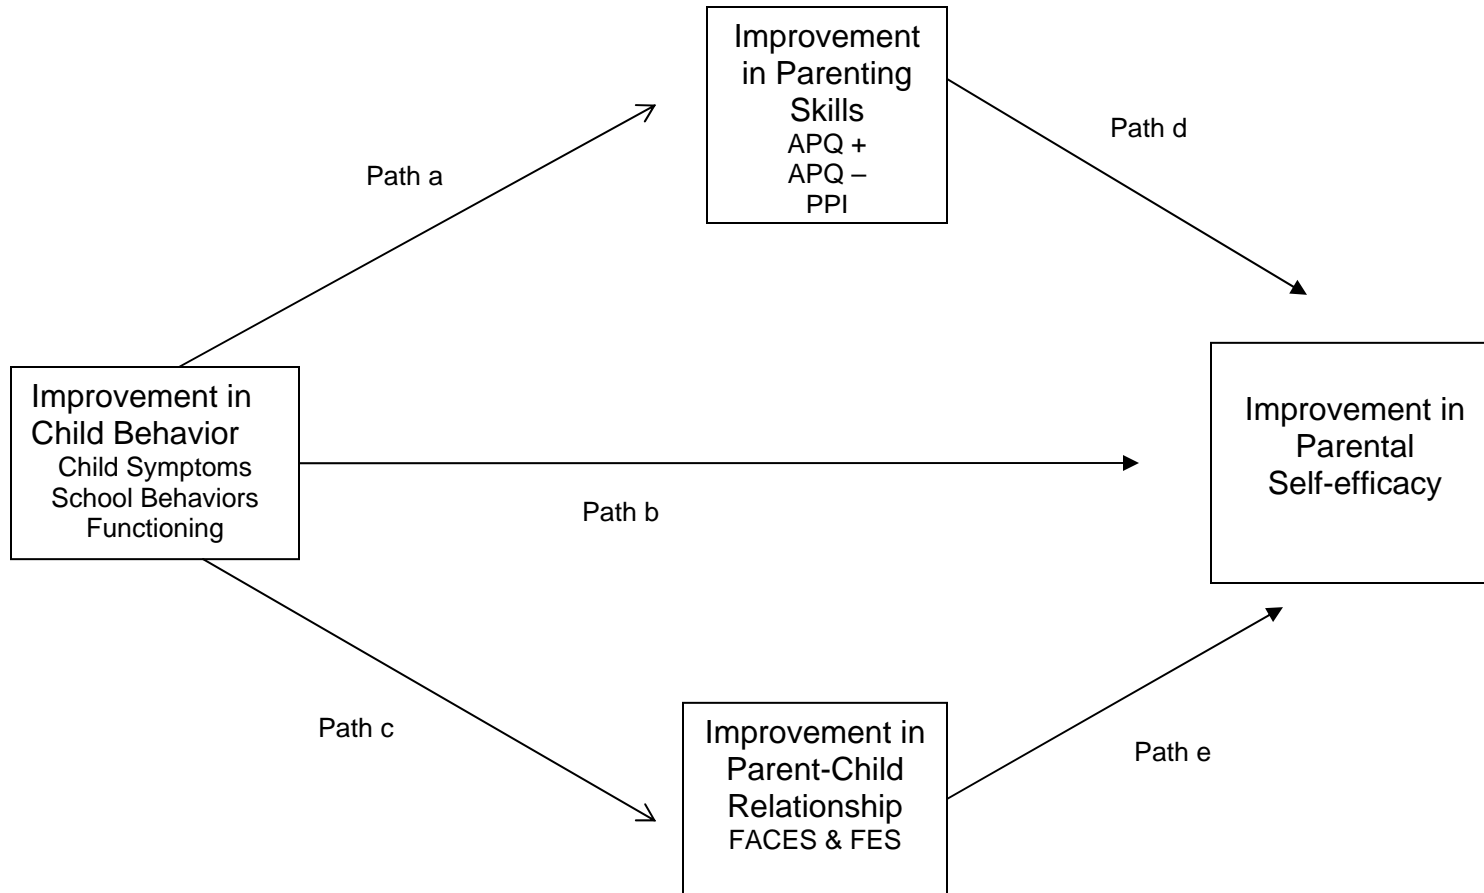 Improvement
in Parenting
Skills
APQ +
APQ –
PPI
Path d
Path a
Improvement in
Child Behavior
Child Symptoms
School Behaviors
Functioning
Path b
Improvement in
Parental
Self-efficacy
Path c
Improvement in
Parent-Child
Relationship
FACES & FES
Path e